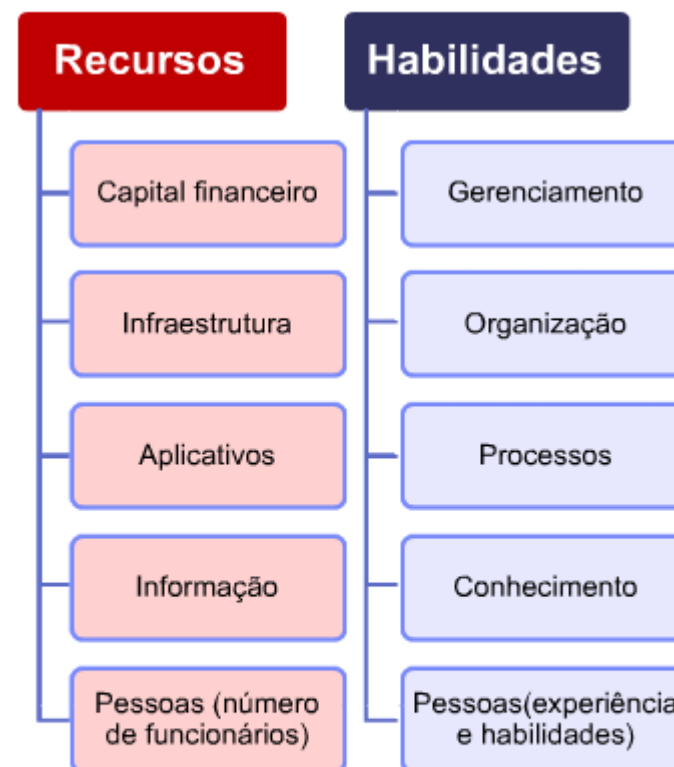 Recursos
Capital financeiro
Infraestrutura
Aplicativos
Informação
Pessoas (número
de funcionários)
Habilidades
Gerenciamento
Organização
Processos
Conhecimento
Pessoas(experiência
e habilidades)